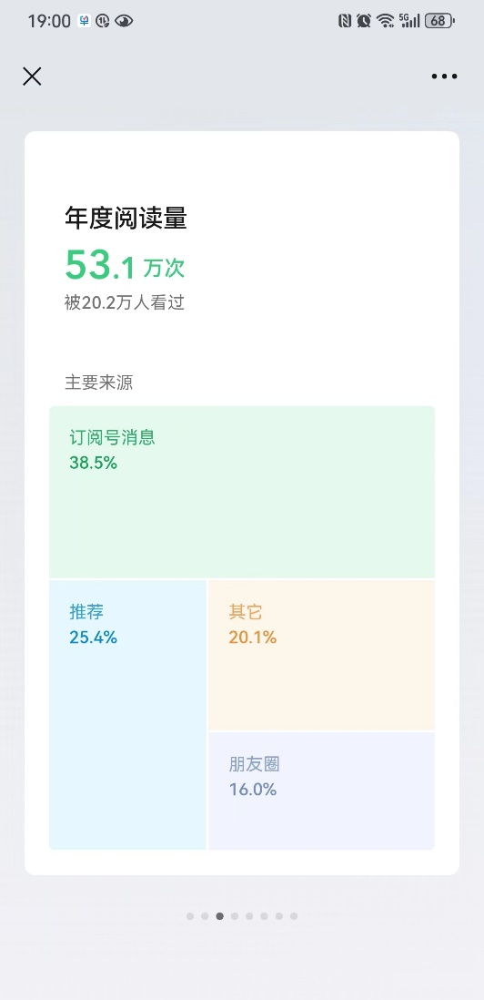 19:00
5G
68
年度阅读量
53.1 万次
被20.2万人看过
主要来源
订阅号消息
38.5%
推荐
25.4%
其它
20.1%
朋友圈
16.0%